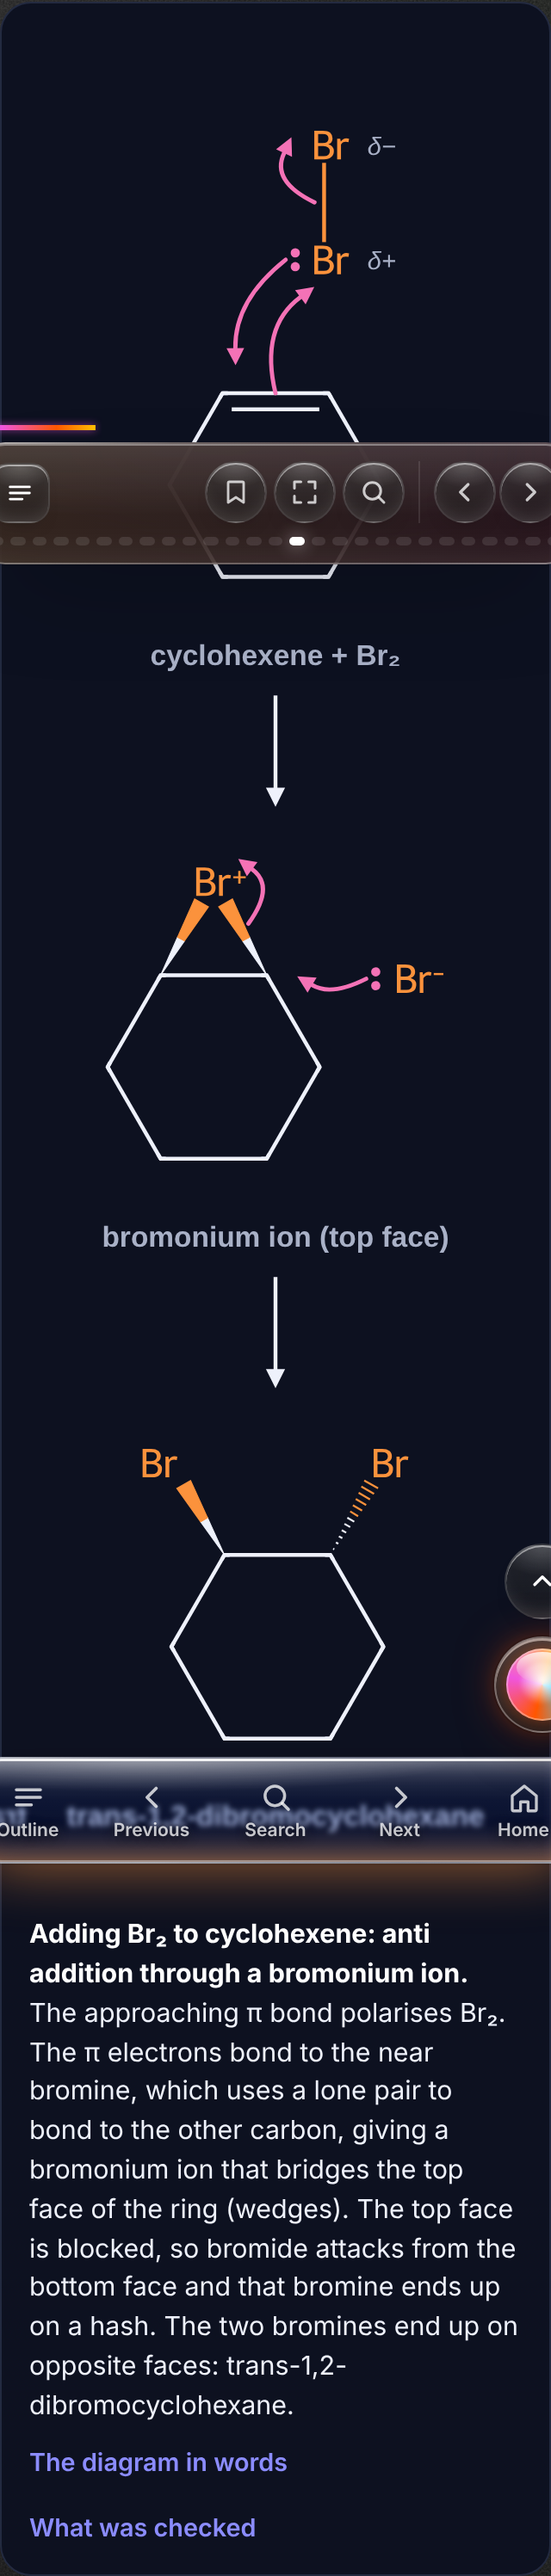 Br δ−
Br δ+
cyclohexene + Br₂
Br⁺
Br⁻
bromonium ion (top face)
Br Br
trans-1,2-dibromocyclohexane
Outline Previous Search Next Home
Adding Br₂ to cyclohexene: anti
addition through a bromonium ion.
The approaching π bond polarises Br₂.
The π electrons bond to the near
bromine, which uses a lone pair to
bond to the other carbon, giving a
bromonium ion that bridges the top
face of the ring (wedges). The top face
is blocked, so bromide attacks from the
bottom face and that bromine ends up
on a hash. The two bromines end up on
opposite faces: trans-1,2-
dibromocyclohexane.
The diagram in words
What was checked